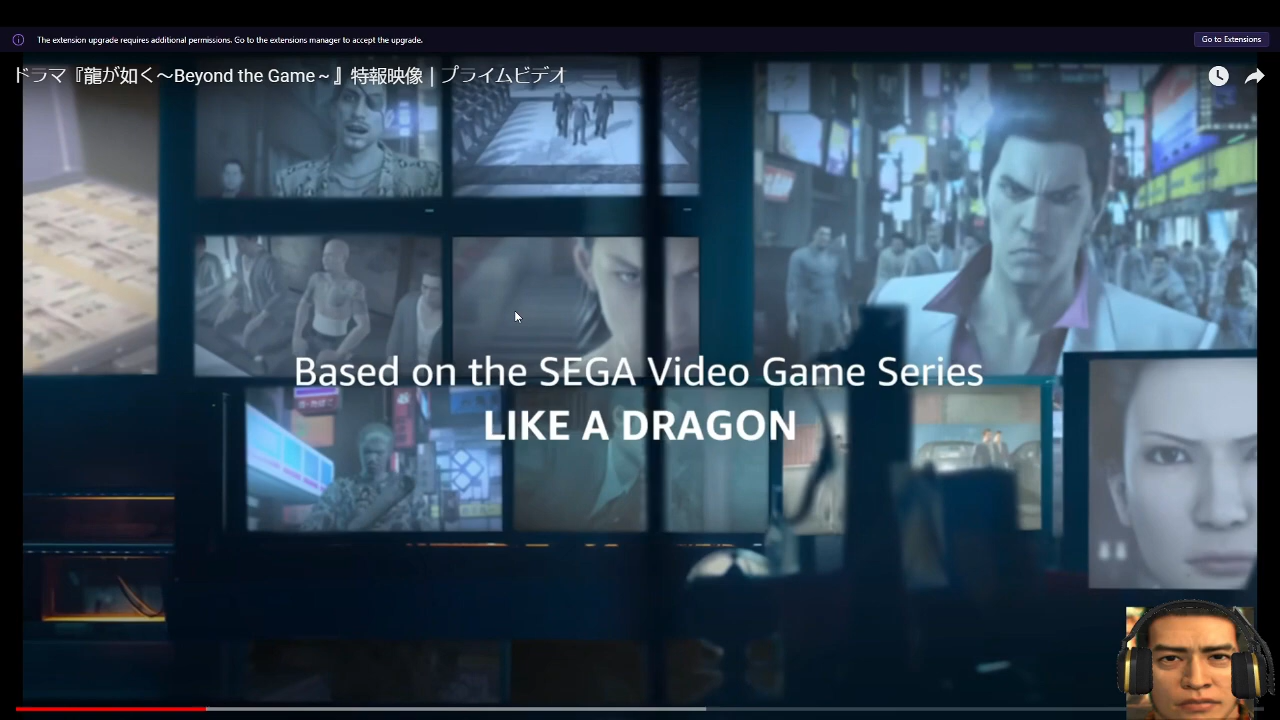 The extension upgrade requires additional permissions. Go to the extensions manager to accept the upgrade.
Go to Extensions
ドラマ『龍が如く～Beyond the Game～』特報映像 | プライムビデオ
Based on the SEGA Video Game Series
LIKE A DRAGON